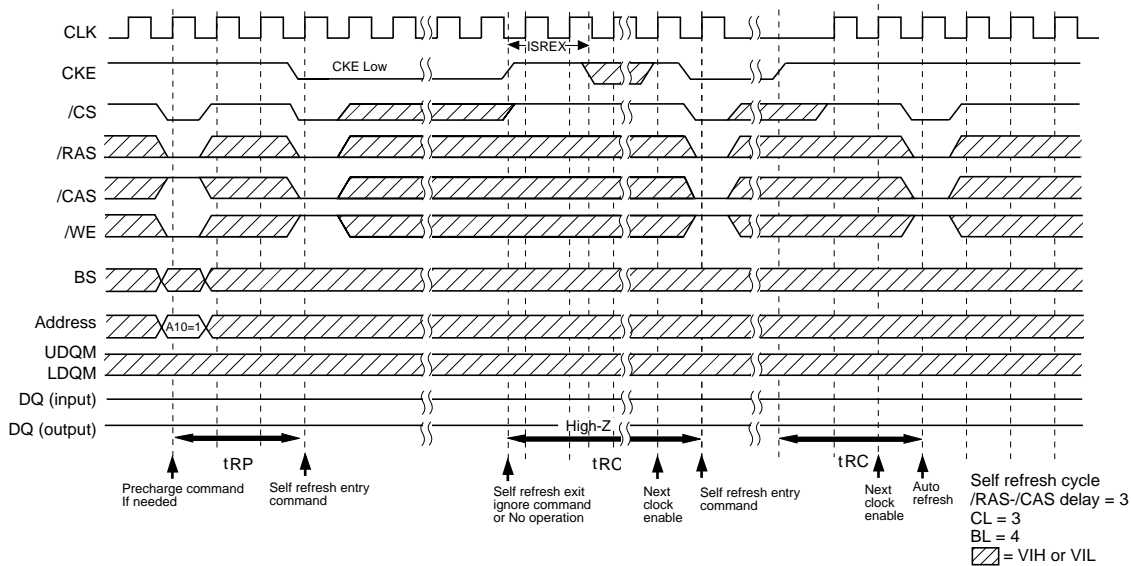 CLK
ISREX
CKE
CKE Low
/CS
/RAS
/CAS
/WE
BS
Address
A10=1
UDQM
LDQM
DQ (input)
DQ (output)
High-Z
tRP
tRC
tRC
Precharge command
If needed
Self refresh entry
command
Self refresh exit
ignore command
or No operation
Next
clock
enable
Self refresh entry
command
Next
clock
enable
Auto
refresh
Self refresh cycle
/RAS-/CAS delay = 3
CL = 3
BL = 4
= VIH or VIL